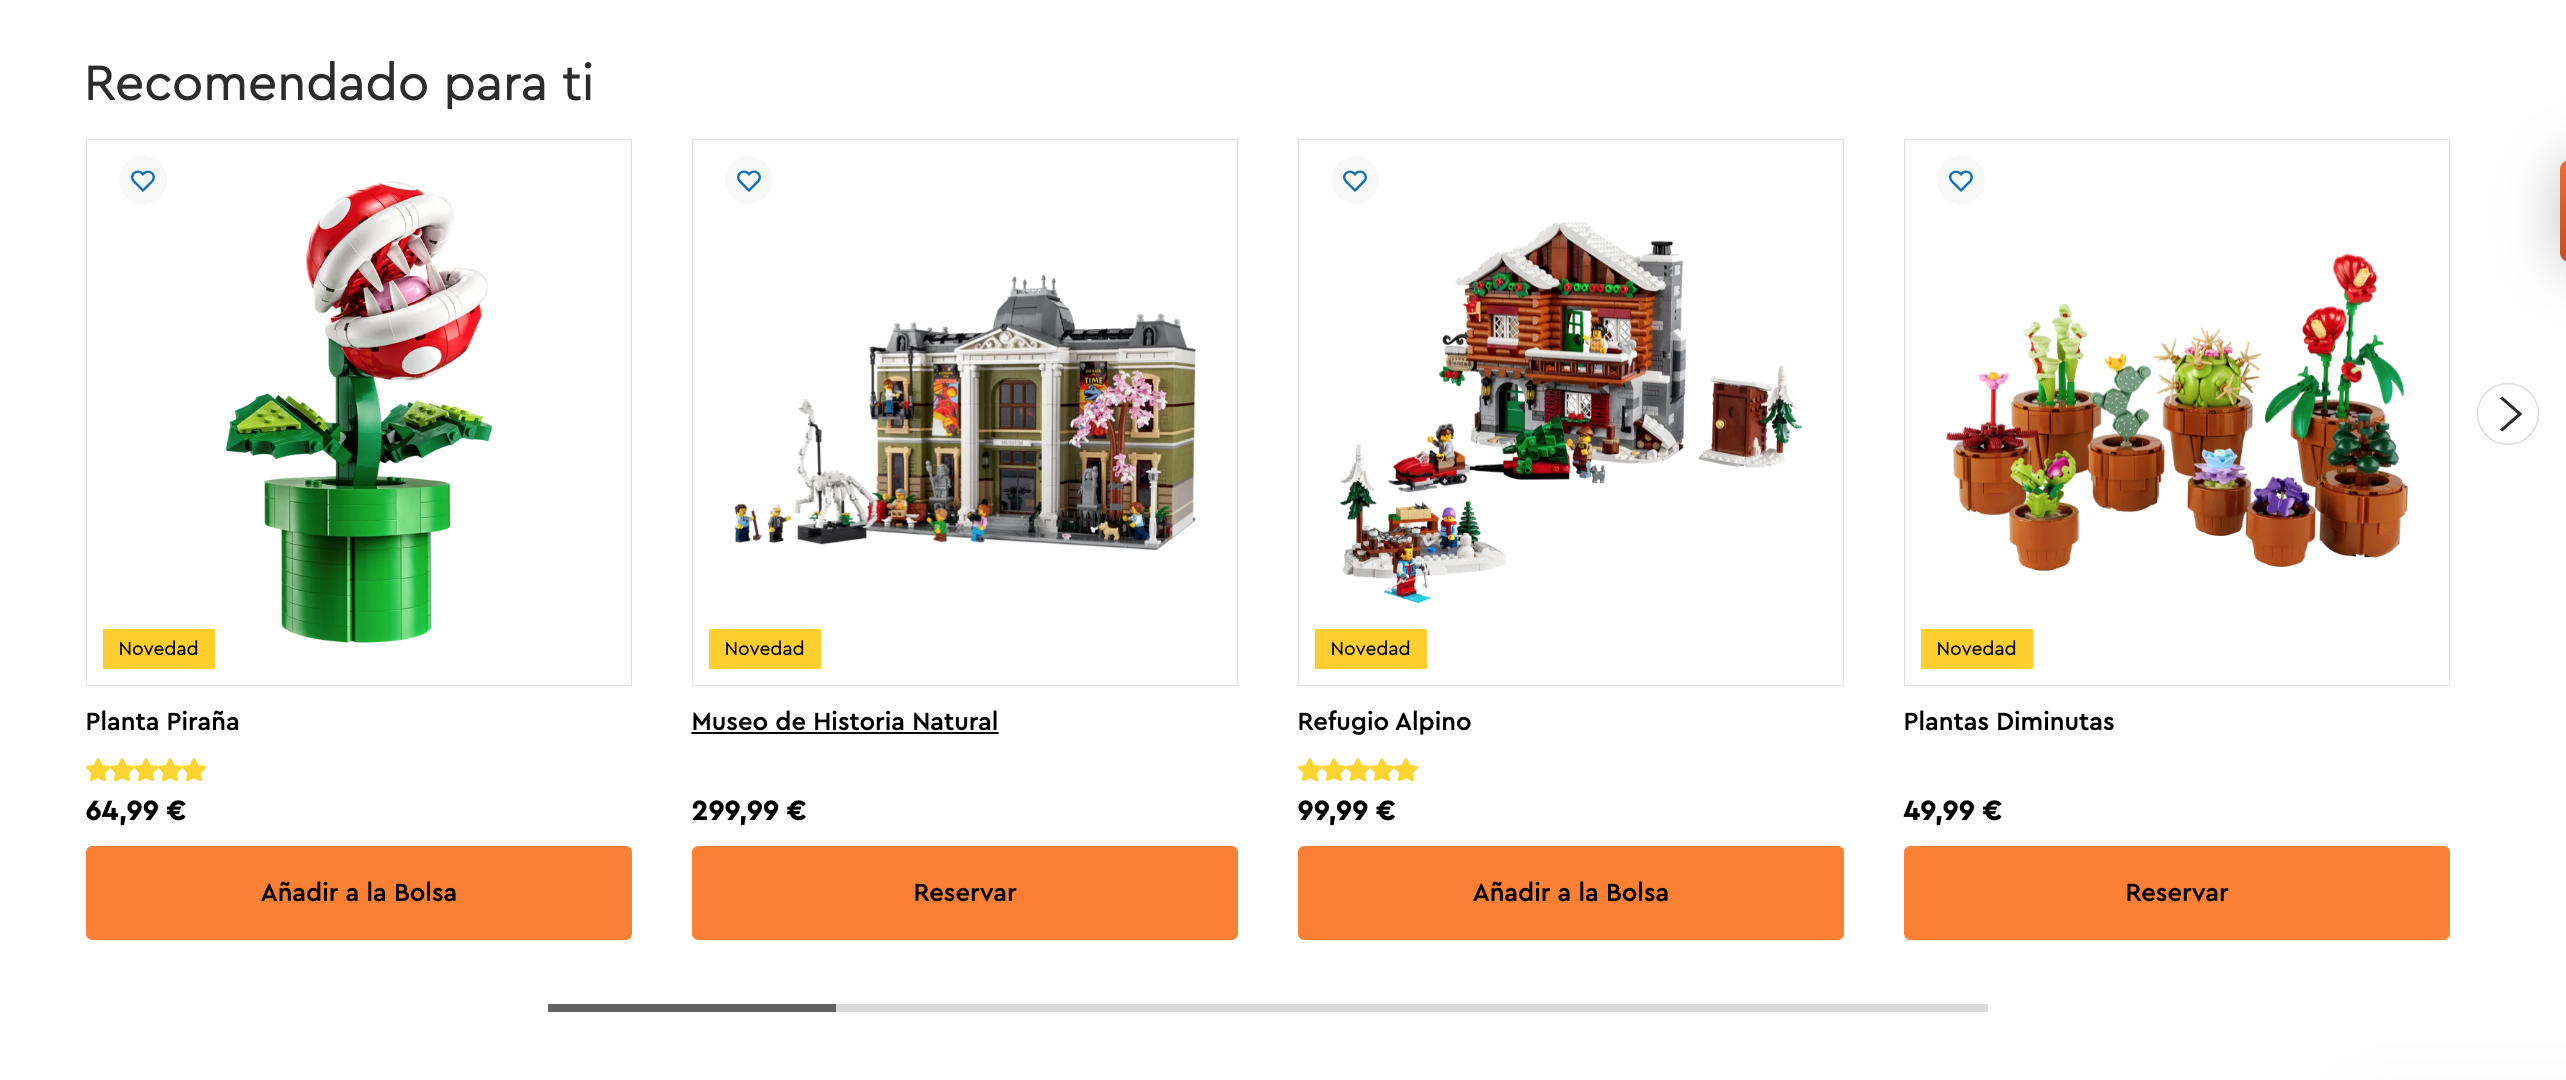 Recomendado para ti
Novedad
Novedad
Novedad
Novedad
Planta Piraña
Museo de Historia Natural
Refugio Alpino
Plantas Diminutas
64,99 €
299,99 €
99,99 €
49,99 €
Añadir a la Bolsa
Reservar
Añadir a la Bolsa
Reservar